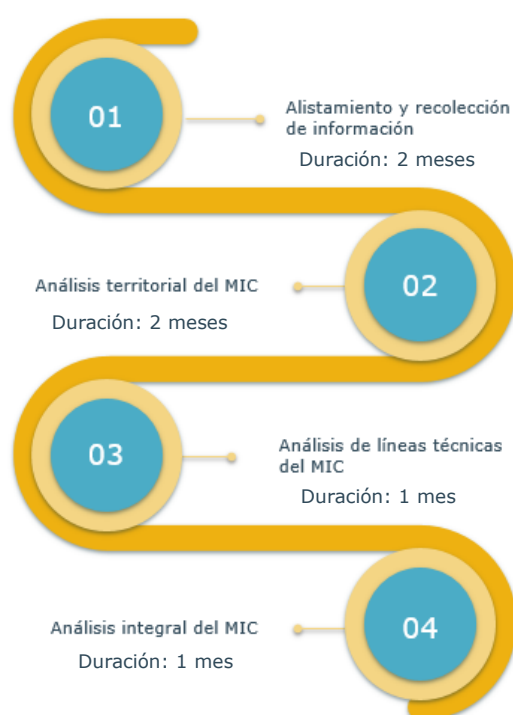 01
Alistamiento y recolección
de información
Duración: 2 meses
Análisis territorial del MIC
02
Duración: 2 meses
03
Análisis de líneas técnicas
del MIC
Duración: 1 mes
Análisis integral del MIC
04
Duración: 1 mes